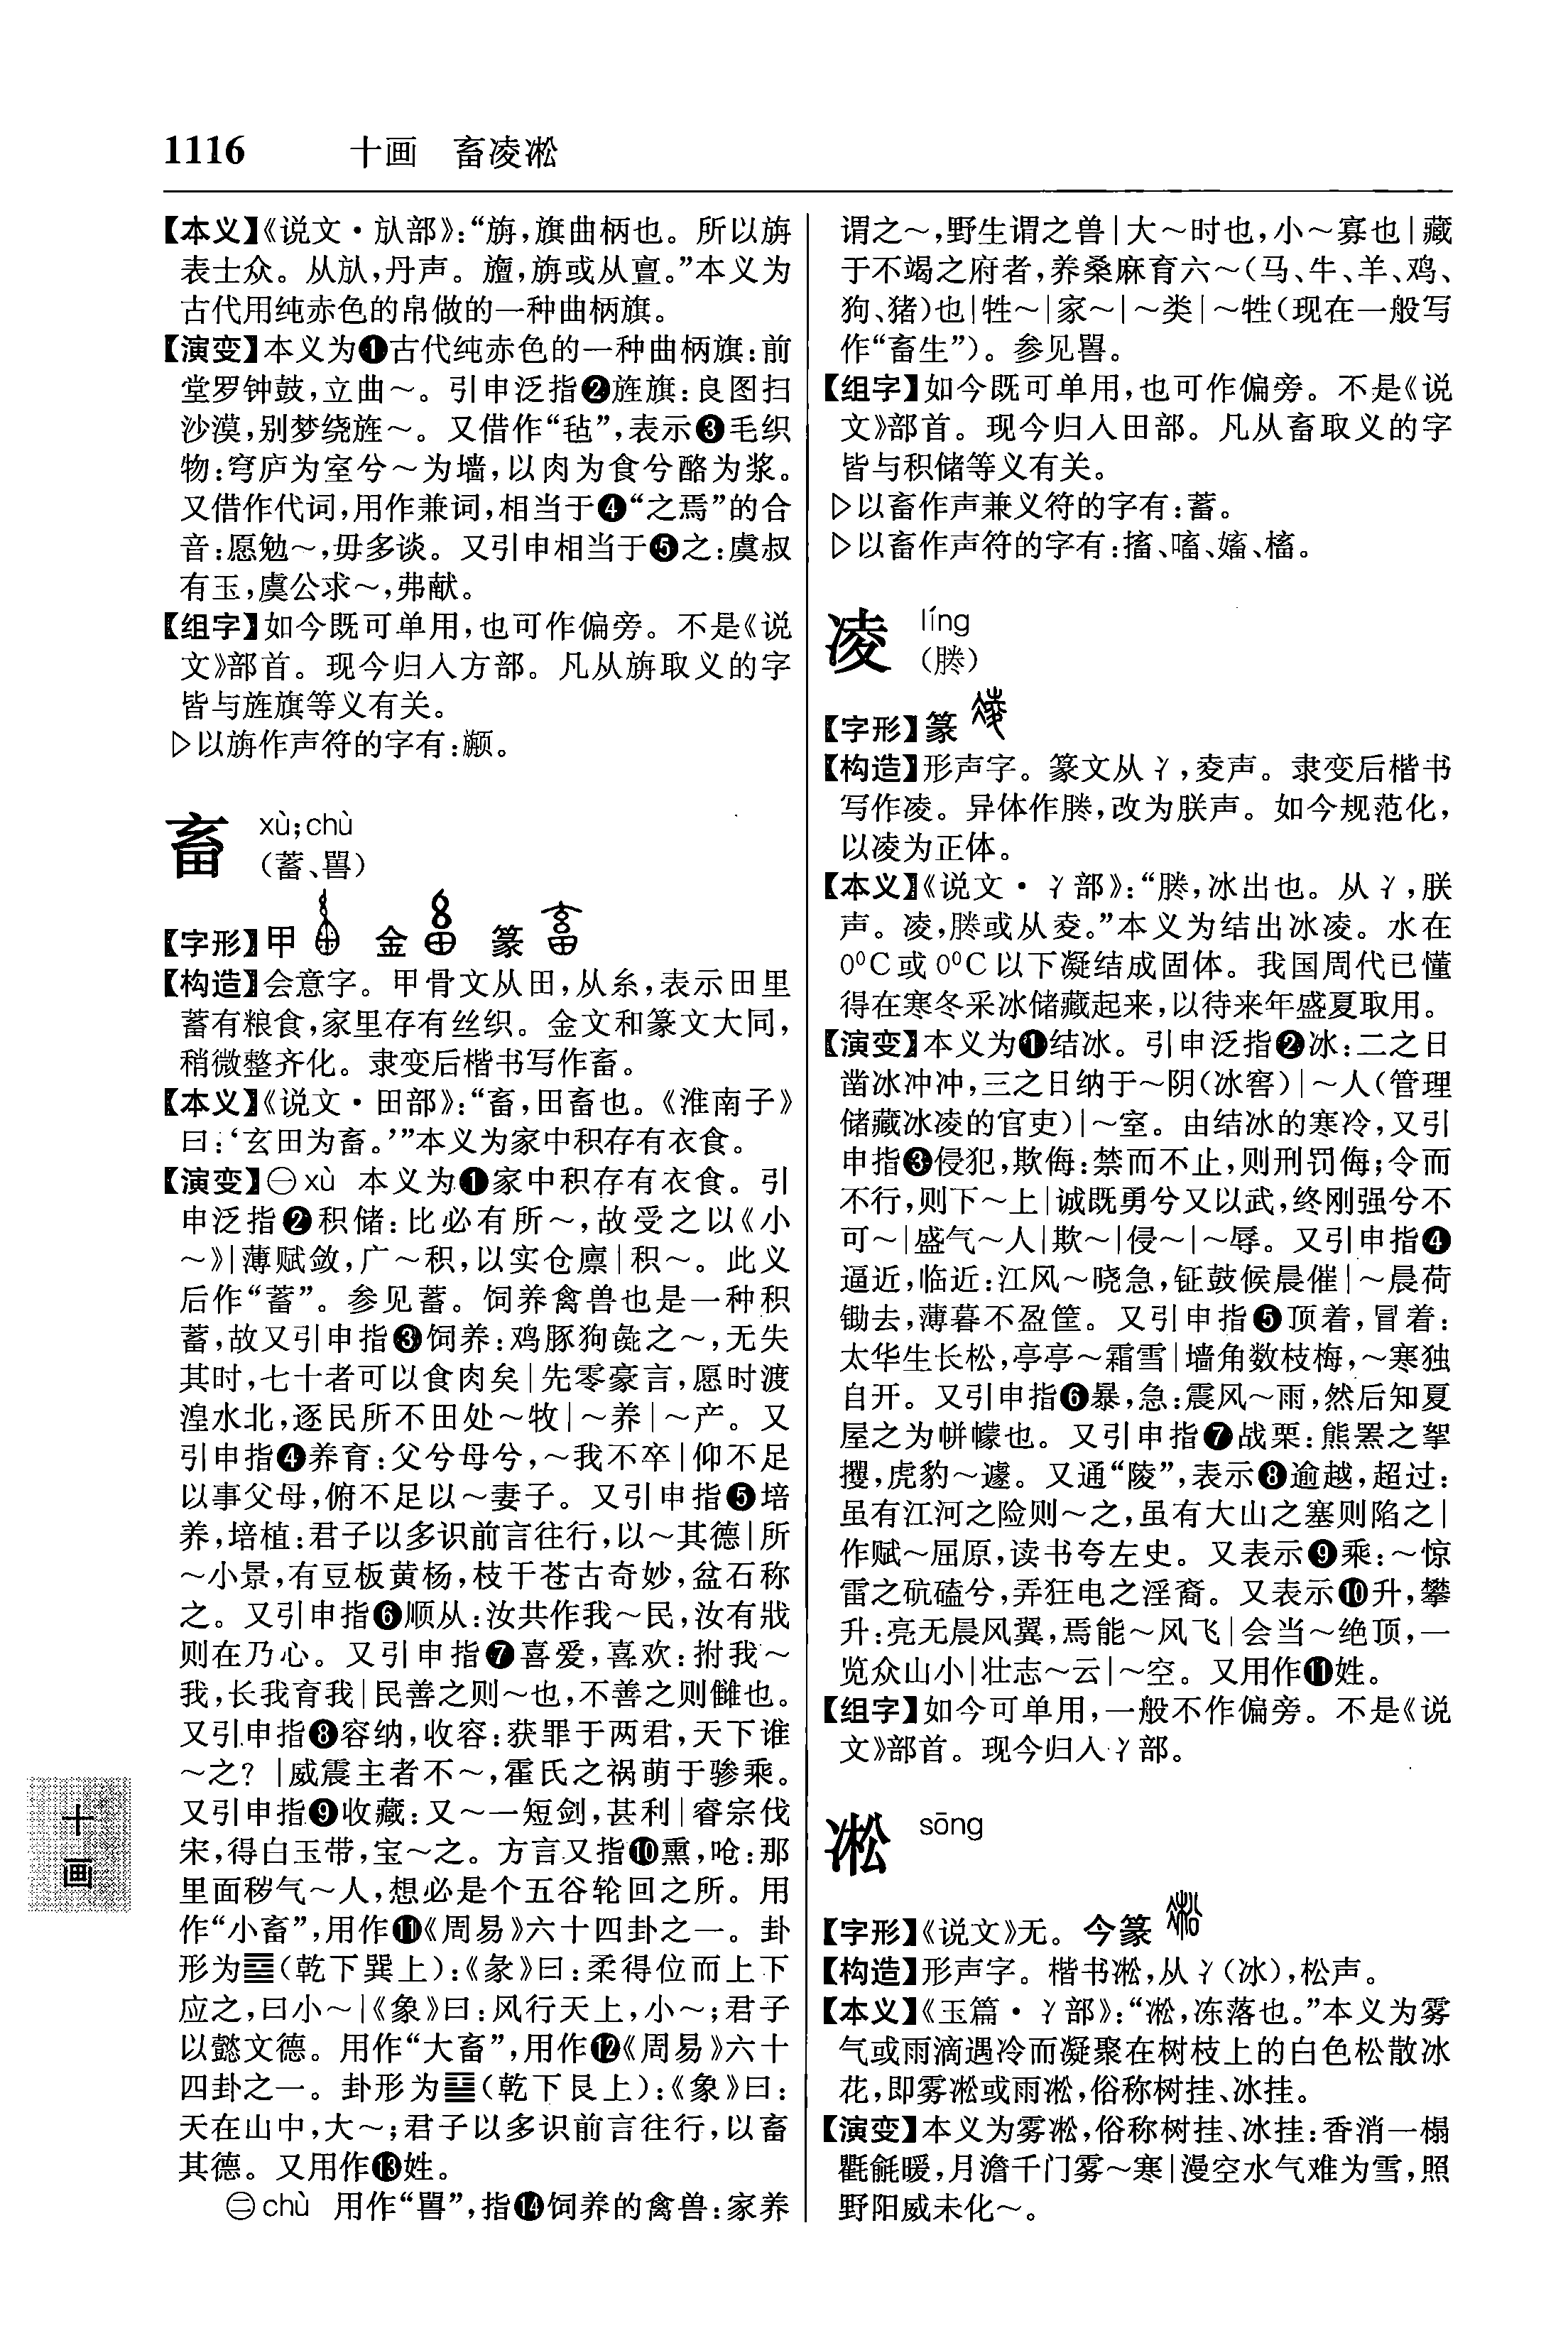 1116 十画 畜凌凇
【本义】《说文·㫃部》：“旃，旗曲柄也。所以旃
表士众。从㫃，丹声。旜，旃或从亶。”本义为
古代用纯赤色的帛做的一种曲柄旗。
【演变】本义为❶古代纯赤色的一种曲柄旗：前
堂罗钟鼓，立曲～。引申泛指❷旌旗：良图扫
沙漠，别梦绕旌～。又借作“毡”，表示❸毛织
物：穹庐为室兮～为墙，以肉为食兮酪为浆。
又借作代词，用作兼词，相当于❹“之焉”的合
音：愿勉～，毋多谈。又引申相当于❺之：虞叔
有玉，虞公求～，弗献。
【组字】如今既可单用，也可作偏旁。不是《说
文》部首。现今归入方部。凡从旃取义的字
皆与旌旗等义有关。
▷以旃作声符的字有：
畜 xù；chù
（蓄、嘼）
【字形】甲 金 篆
【构造】会意字。甲骨文从田，从糸，表示田里
蓄有粮食，家里存有丝织。金文和篆文大同，
稍微整齐化。隶变后楷书写作畜。
【本义】《说文·田部》：“畜，田畜也。《淮南子》
曰：‘玄田为畜。’”本义为家中积存有衣食。
【演变】㊀xù 本义为❶家中积存有衣食。引
申泛指❷积储：比必有所～，故受之以《小
～》|薄赋敛，广～积，以实仓廪|积～。此义
后作“蓄”。参见蓄。饲养禽兽也是一种积
蓄，故又引申指❸饲养：鸡豚狗彘之～，无失
其时，七十者可以食肉矣|先零豪言，愿时渡
湟水北，逐民所不田处～牧|～养|～产。又
引申指❹养育：父兮母兮，～我不卒|仰不足
以事父母，俯不足以～妻子。又引申指❺培
养，培植：君子以多识前言往行，以～其德|所
～小景，有豆板黄杨，枝干苍古奇妙，盆石称
之。又引申指❻顺从：汝共作我～民，汝有戕
则在乃心。又引申指❼喜爱，喜欢：拊我～
我，长我育我|民善之则～也，不善之则雠也。
又引申指❽容纳，收容：获罪于两君，天下谁
～之？|威震主者不～，霍氏之祸萌于骖乘。
又引申指❾收藏：又～一短剑，甚利|睿宗伐
宋，得白玉带，宝～之。方言又指❿熏，呛：那
里面秽气～人，想必是个五谷轮回之所。用
作“小畜”，用作⓫《周易》六十四卦之一。卦
形为䷈（乾下巽上）：《彖》曰：柔得位而上下
应之，曰小～|《象》曰：风行天上，小～；君子
以懿文德。用作“大畜”，用作⓬《周易》六十
四卦之一。卦形为䷙（乾下艮上）：《象》曰：
天在山中，大～；君子以多识前言往行，以畜
其德。又用作⓭姓。
㊁chù 用作“嘼”，指⓮饲养的禽兽：家养
谓之～，野生谓之兽|大～时也，小～寡也|藏
于不竭之府者，养桑麻育六～（马、牛、羊、鸡、
狗、猪）也|牲～|家～|～类|～牲（现在一般写
作“畜生”）。参见嘼。
【组字】如今既可单用，也可作偏旁。不是《说
文》部首。现今归入田部。凡从畜取义的字
皆与积储等义有关。
▷以畜作声兼义符的字有：蓄。
▷以畜作声符的字有：搐、嗜、嬌、槒。
凌 líng
（䞯）
【字形】篆
【构造】形声字。篆文从冫，夌声。隶变后楷书
写作凌。异体作，改为朕声。如今规范化，
以凌为正体。
【本义】《说文·冫部》：“，冰出也。从冫，朕
声。凌，或从夌。”本义为结出冰凌。水在
0℃或0℃以下凝结成固体。我国周代已懂
得在寒冬采冰储藏起来，以待来年盛夏取用。
【演变】本义为❶结冰。引申泛指❷冰：二之日
凿冰冲冲，三之日纳于～阴（冰窖）|～人（管理
储藏冰凌的官吏）|～室。由结冰的寒冷，又引
申指❸侵犯，欺侮：禁而不止，则刑罚侮；令而
不行，则下～上|诚既勇兮又以武，终刚强兮不
可～|盛气～人|欺～|侵～|～辱。又引申指❹
逼近，临近：江风～晓急，钲鼓候晨催|～晨荷
锄去，薄暮不盈筐。又引申指❺顶着，冒着：
太华生长松，亭亭～霜雪|墙角数枝梅，～寒独
自开。又引申指❻暴，急：震风～雨，然后知夏
屋之为帡幪也。又引申指❼战栗：熊罴之挐
攫，虎豹～遽。又通“陵”，表示❽逾越，超过：
虽有江河之险则～之，虽有大山之塞则陷之|
作赋～屈原，读书夸左史。又表示❾乘：～惊
雷之砊磕兮，弄狂电之淫裔。又表示❿升，攀
升：亮无晨风翼，焉能～风飞|会当～绝顶，一
览众山小|壮志～云|～空。又用作⓫姓。
【组字】如今可单用，一般不作偏旁。不是《说
文》部首。现今归入冫部。
凇 sōng
【字形】《说文》无。今篆
【构造】形声字。楷书凇，从冫（冰），松声。
【本义】《玉篇·冫部》：“凇，冻落也。”本义为雾
气或雨滴遇冷而凝聚在树枝上的白色松散冰
花，即雾凇或雨凇，俗称树挂、冰挂。
【演变】本义为雾凇，俗称树挂、冰挂：香消一榻
氍毹暖，月澹千门雾～寒|漫空水气难为雪，照
野阳威未化～。
十画